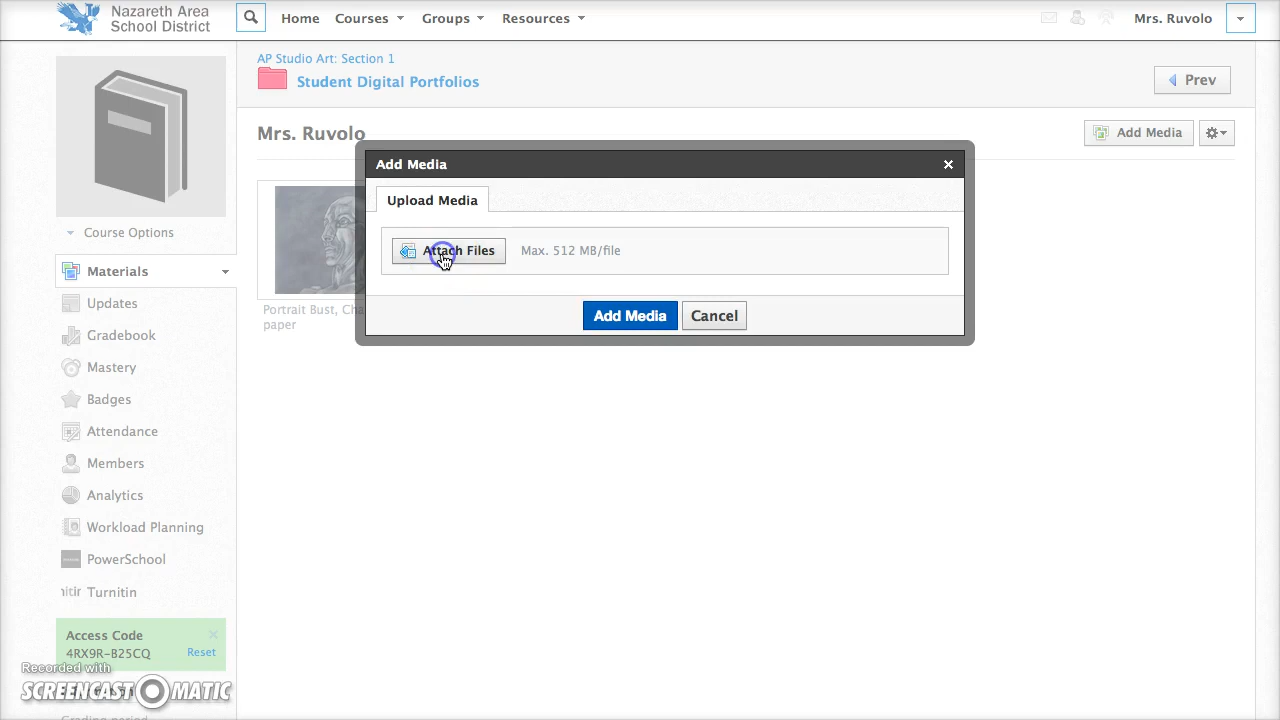 Nazareth Area
School District
Home Courses Groups Resources
Mrs. Ruvolo
AP Studio Art: Section 1
Student Digital Portfolios
Prev
Mrs. Ruvolo
Add Media
Add Media
Upload Media
Attach Files Max. 512 MB/file
Add Media Cancel
Portrait Bust, Cha
paper
Course Options
Materials
Updates
Gradebook
Mastery
Badges
Attendance
Members
Analytics
Workload Planning
PowerSchool
nitin Turnitin
Access Code
4RX9R-B25CQ Reset
Recorded with
SCREENCAST MATIC
Grading period